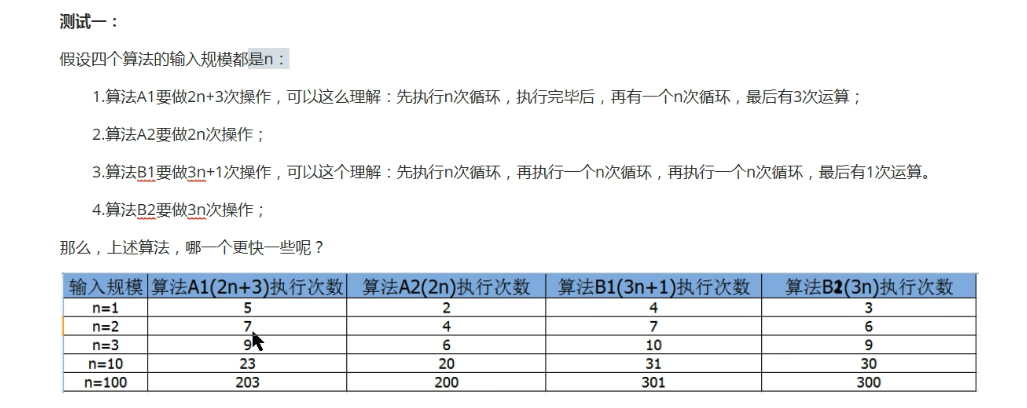 测试一：
假设四个算法的输入规模都是n：
1.算法A1要做2n+3次操作，可以这么理解：先执行n次循环，执行完毕后，再有一个n次循环，最后有3次运算；
2.算法A2要做2n次操作；
3.算法B1要做3n+1次操作，可以这个理解：先执行n次循环，再执行一个n次循环，再执行一个n次循环，最后有1次运算。
4.算法B2要做3n次操作；
那么，上述算法，哪一个更快一些呢？
输入规模 算法A1(2n+3)执行次数 算法A2(2n)执行次数 算法B1(3n+1)执行次数 算法B2(3n)执行次数
n=1 5 2 4 3
n=2 7 4 7 6
n=3 9 6 10 9
n=10 23 20 31 30
n=100 203 200 301 300